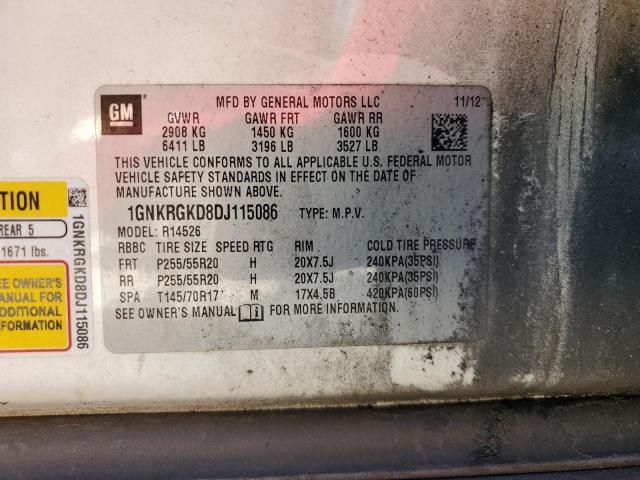 GM
MFD BY GENERAL MOTORS LLC 11/12
GVWR GAWR FRT GAWR RR
2908 KG 1450 KG 1600 KG
6411 LB 3196 LB 3527 LB
THIS VEHICLE CONFORMS TO ALL APPLICABLE U.S. FEDERAL MOTOR
VEHICLE SAFETY STANDARDS IN EFFECT ON THE DATE OF
MANUFACTURE SHOWN ABOVE.
1GNKRGKD8DJ115086 TYPE: M.P.V.
MODEL: R14526
RBBC TIRE SIZE SPEED RTG RIM COLD TIRE PRESSURE
FRT P255/55R20 H 20X7.5J 240KPA(35PSI)
RR P255/55R20 H 20X7.5J 240KPA(35PSI)
SPA T145/70R17 M 17X4.5B 420KPA(60PSI)
SEE OWNER'S MANUAL FOR MORE INFORMATION.
TION
REAR 5
1671 lbs.
EE OWNER'S
MANUAL FOR
ADDITIONAL
INFORMATION
1GNKRGKD8DJ115086